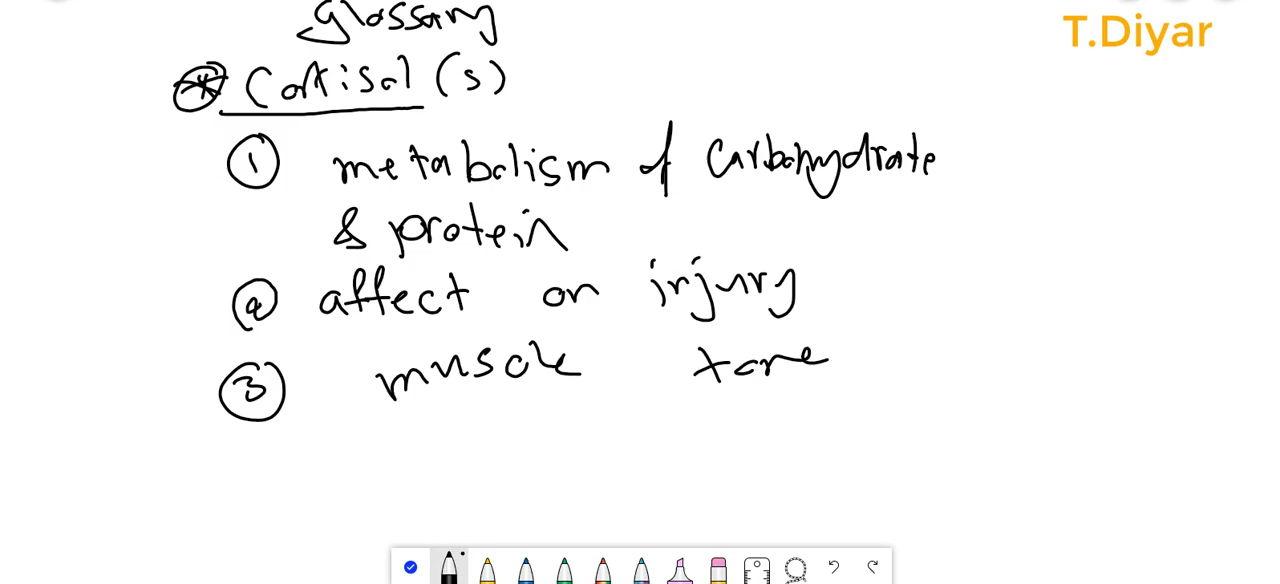 glossary
T.Diyar
* Cortisol (s)
① metabolism of carbohydrate
& protein
② affect on injury
③ muscle tone